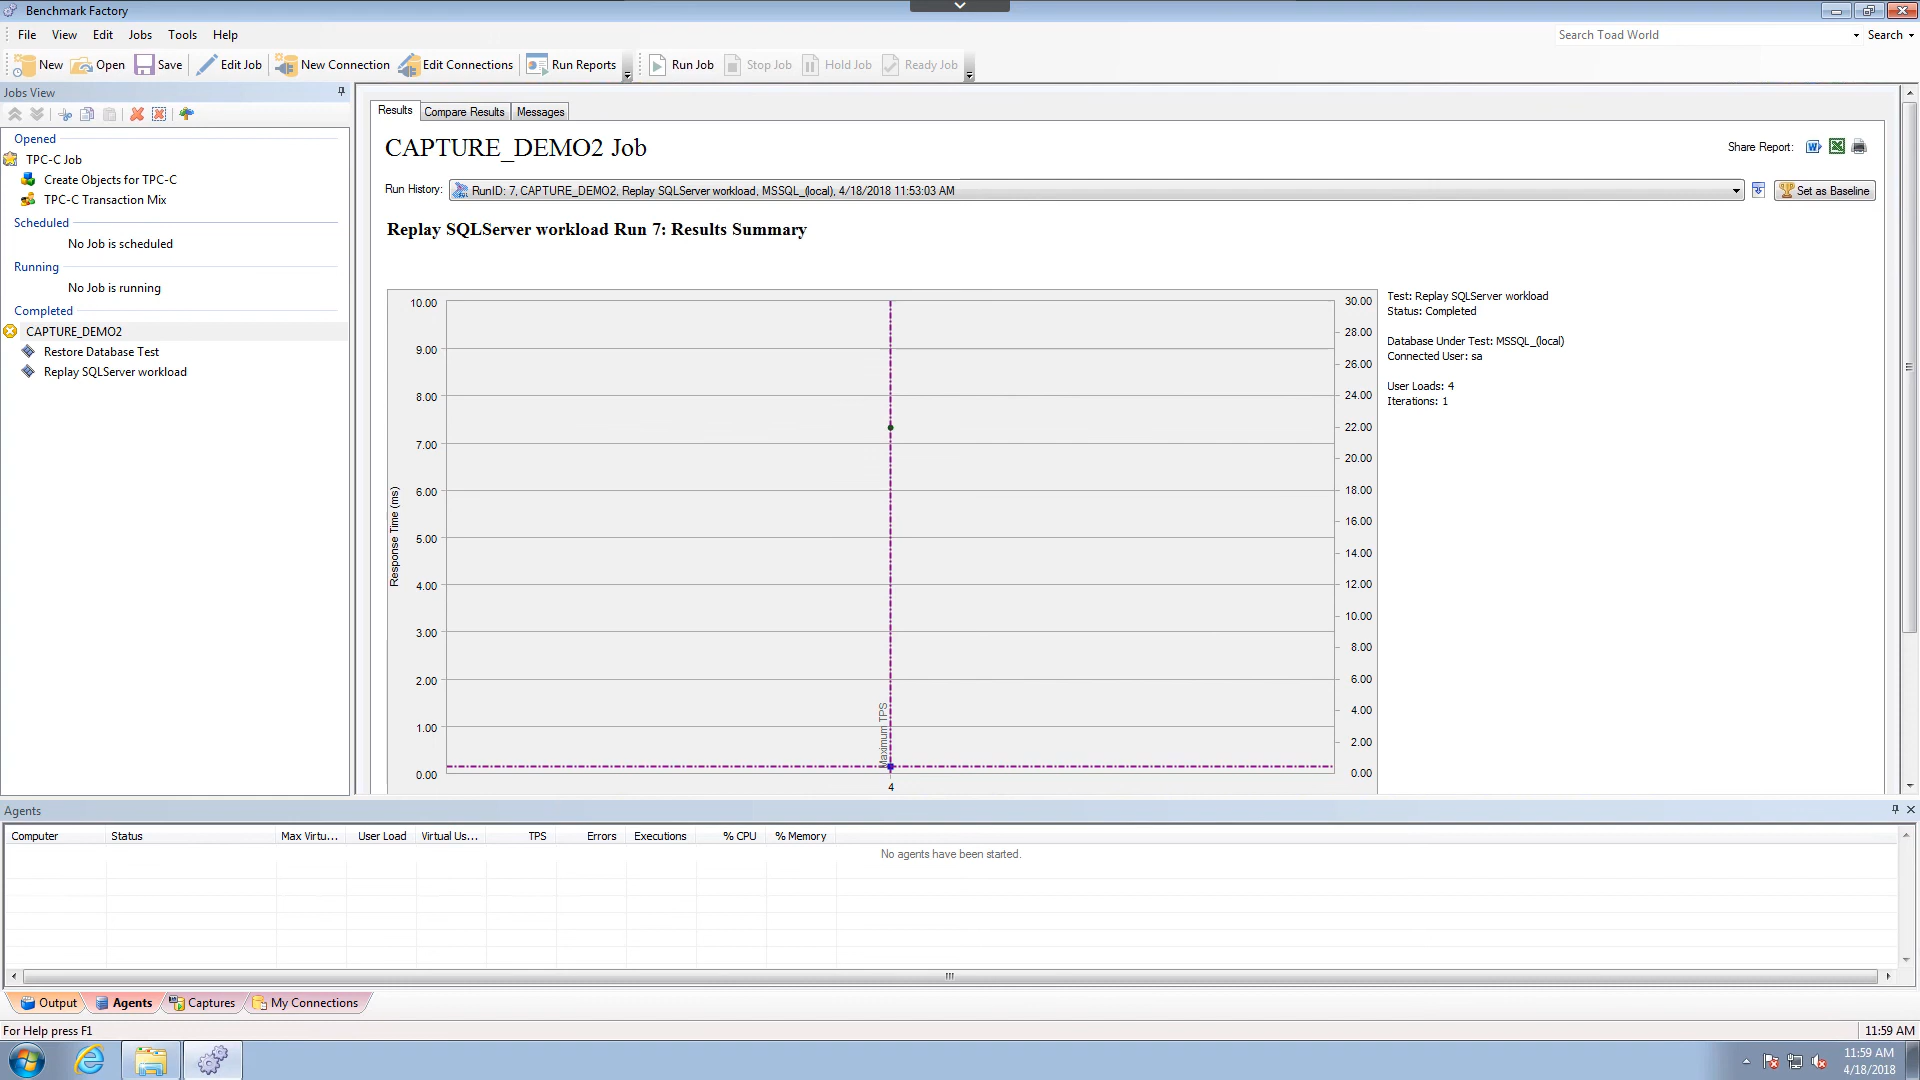 Benchmark Factory
File View Edit Jobs Tools Help
Search Toad World Search
New Open Save Edit Job New Connection Edit Connections Run Reports Run Job Stop Job Hold Job Ready Job
Jobs View
Opened
TPC-C Job
Create Objects for TPC-C
TPC-C Transaction Mix
Scheduled
No Job is scheduled
Running
No Job is running
Completed
CAPTURE_DEMO2
Restore Database Test
Replay SQLServer workload
Results Compare Results Messages
CAPTURE_DEMO2 Job
Share Report:
Run History: RunID: 7, CAPTURE_DEMO2, Replay SQLServer workload, MSSQL_(local), 4/18/2018 11:53:03 AM
Set as Baseline
Replay SQLServer workload Run 7: Results Summary
10.00
9.00
8.00
7.00
6.00
5.00
4.00
3.00
2.00
1.00
0.00
Response Time (ms)
Maximum TPS
4
30.00
28.00
26.00
24.00
22.00
20.00
18.00
16.00
14.00
12.00
10.00
8.00
6.00
4.00
2.00
0.00
Test: Replay SQLServer workload
Status: Completed
Database Under Test: MSSQL_(local)
Connected User: sa
User Loads: 4
Iterations: 1
Agents
Computer Status Max Virtu... User Load Virtual Us... TPS Errors Executions % CPU % Memory
No agents have been started.
Output Agents Captures My Connections
For Help press F1
11:59 AM
11:59 AM
4/18/2018